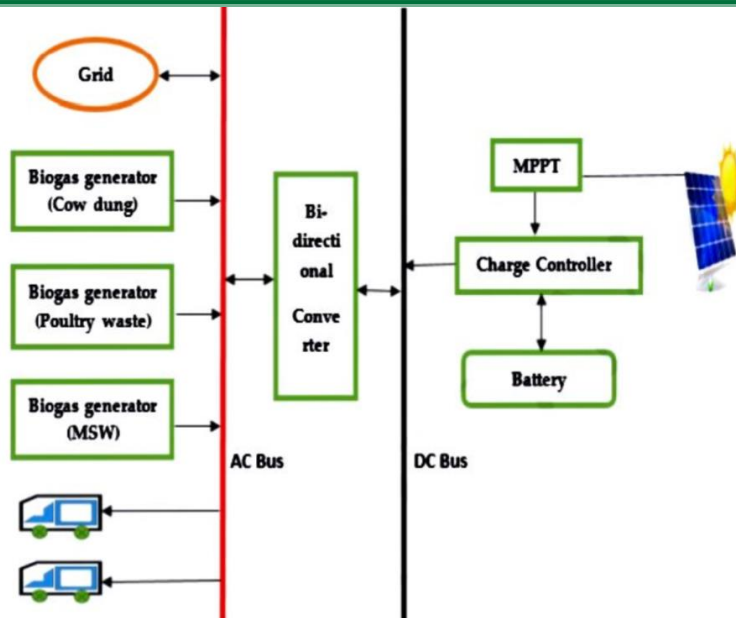 Grid
Biogas generator
(Cow dung)
Biogas generator
(Poultry waste)
Biogas generator
(MSW)
Bi-
directi
onal
Conve
rter
AC Bus
DC Bus
MPPT
Charge Controller
Battery